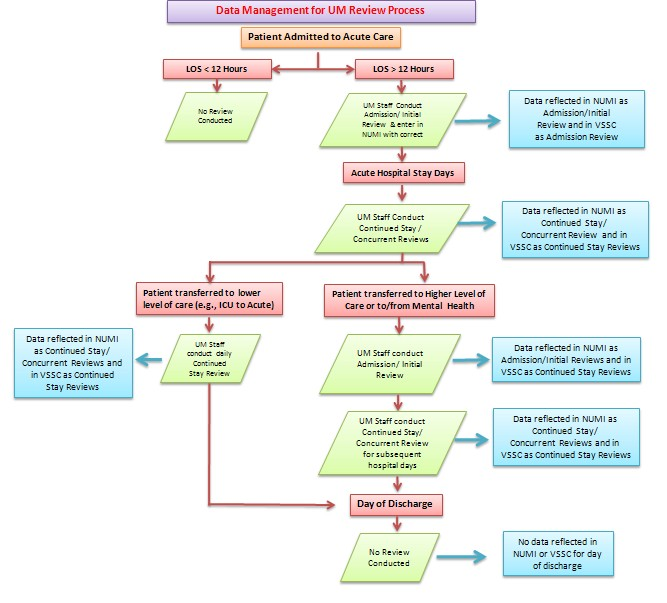 Data Management for UM Review Process
Patient Admitted to Acute Care
LOS < 12 Hours
LOS > 12 Hours
No Review
Conducted
UM Staff Conduct
Admission/ Initial
Review & enter in
NUMI with correct
Data reflected in NUMI as
Admission/Initial
Review and in VSSC
as Admission Review
Acute Hospital Stay Days
UM Staff Conduct
Continued Stay /
Concurrent Reviews
Data reflected in NUMI as
Continued Stay/
Concurrent Review and in
VSSC as Continued Stay Reviews
Patient transferred to lower
level of care (e.g., ICU to Acute)
Patient transferred to Higher Level of
Care or to/from Mental Health
Data reflected in NUMI
as Continued Stay/
Concurrent Reviews and
in VSSC as Continued
Stay Reviews
UM Staff
conduct daily
Continued
Stay Review
UM Staff conduct
Admission/ Initial
Review
Data reflected in NUMI as
Admission/Initial Reviews and in
VSSC as Continued Stay Reviews
UM Staff conduct
Continued Stay/
Concurrent Review
for subsequent
hospital days
Data reflected in NUMI as
Continued Stay/
Concurrent Reviews and in
VSSC as Continued Stay Reviews
Day of Discharge
No Review
Conducted
No data reflected in
NUMI or VSSC for day
of discharge